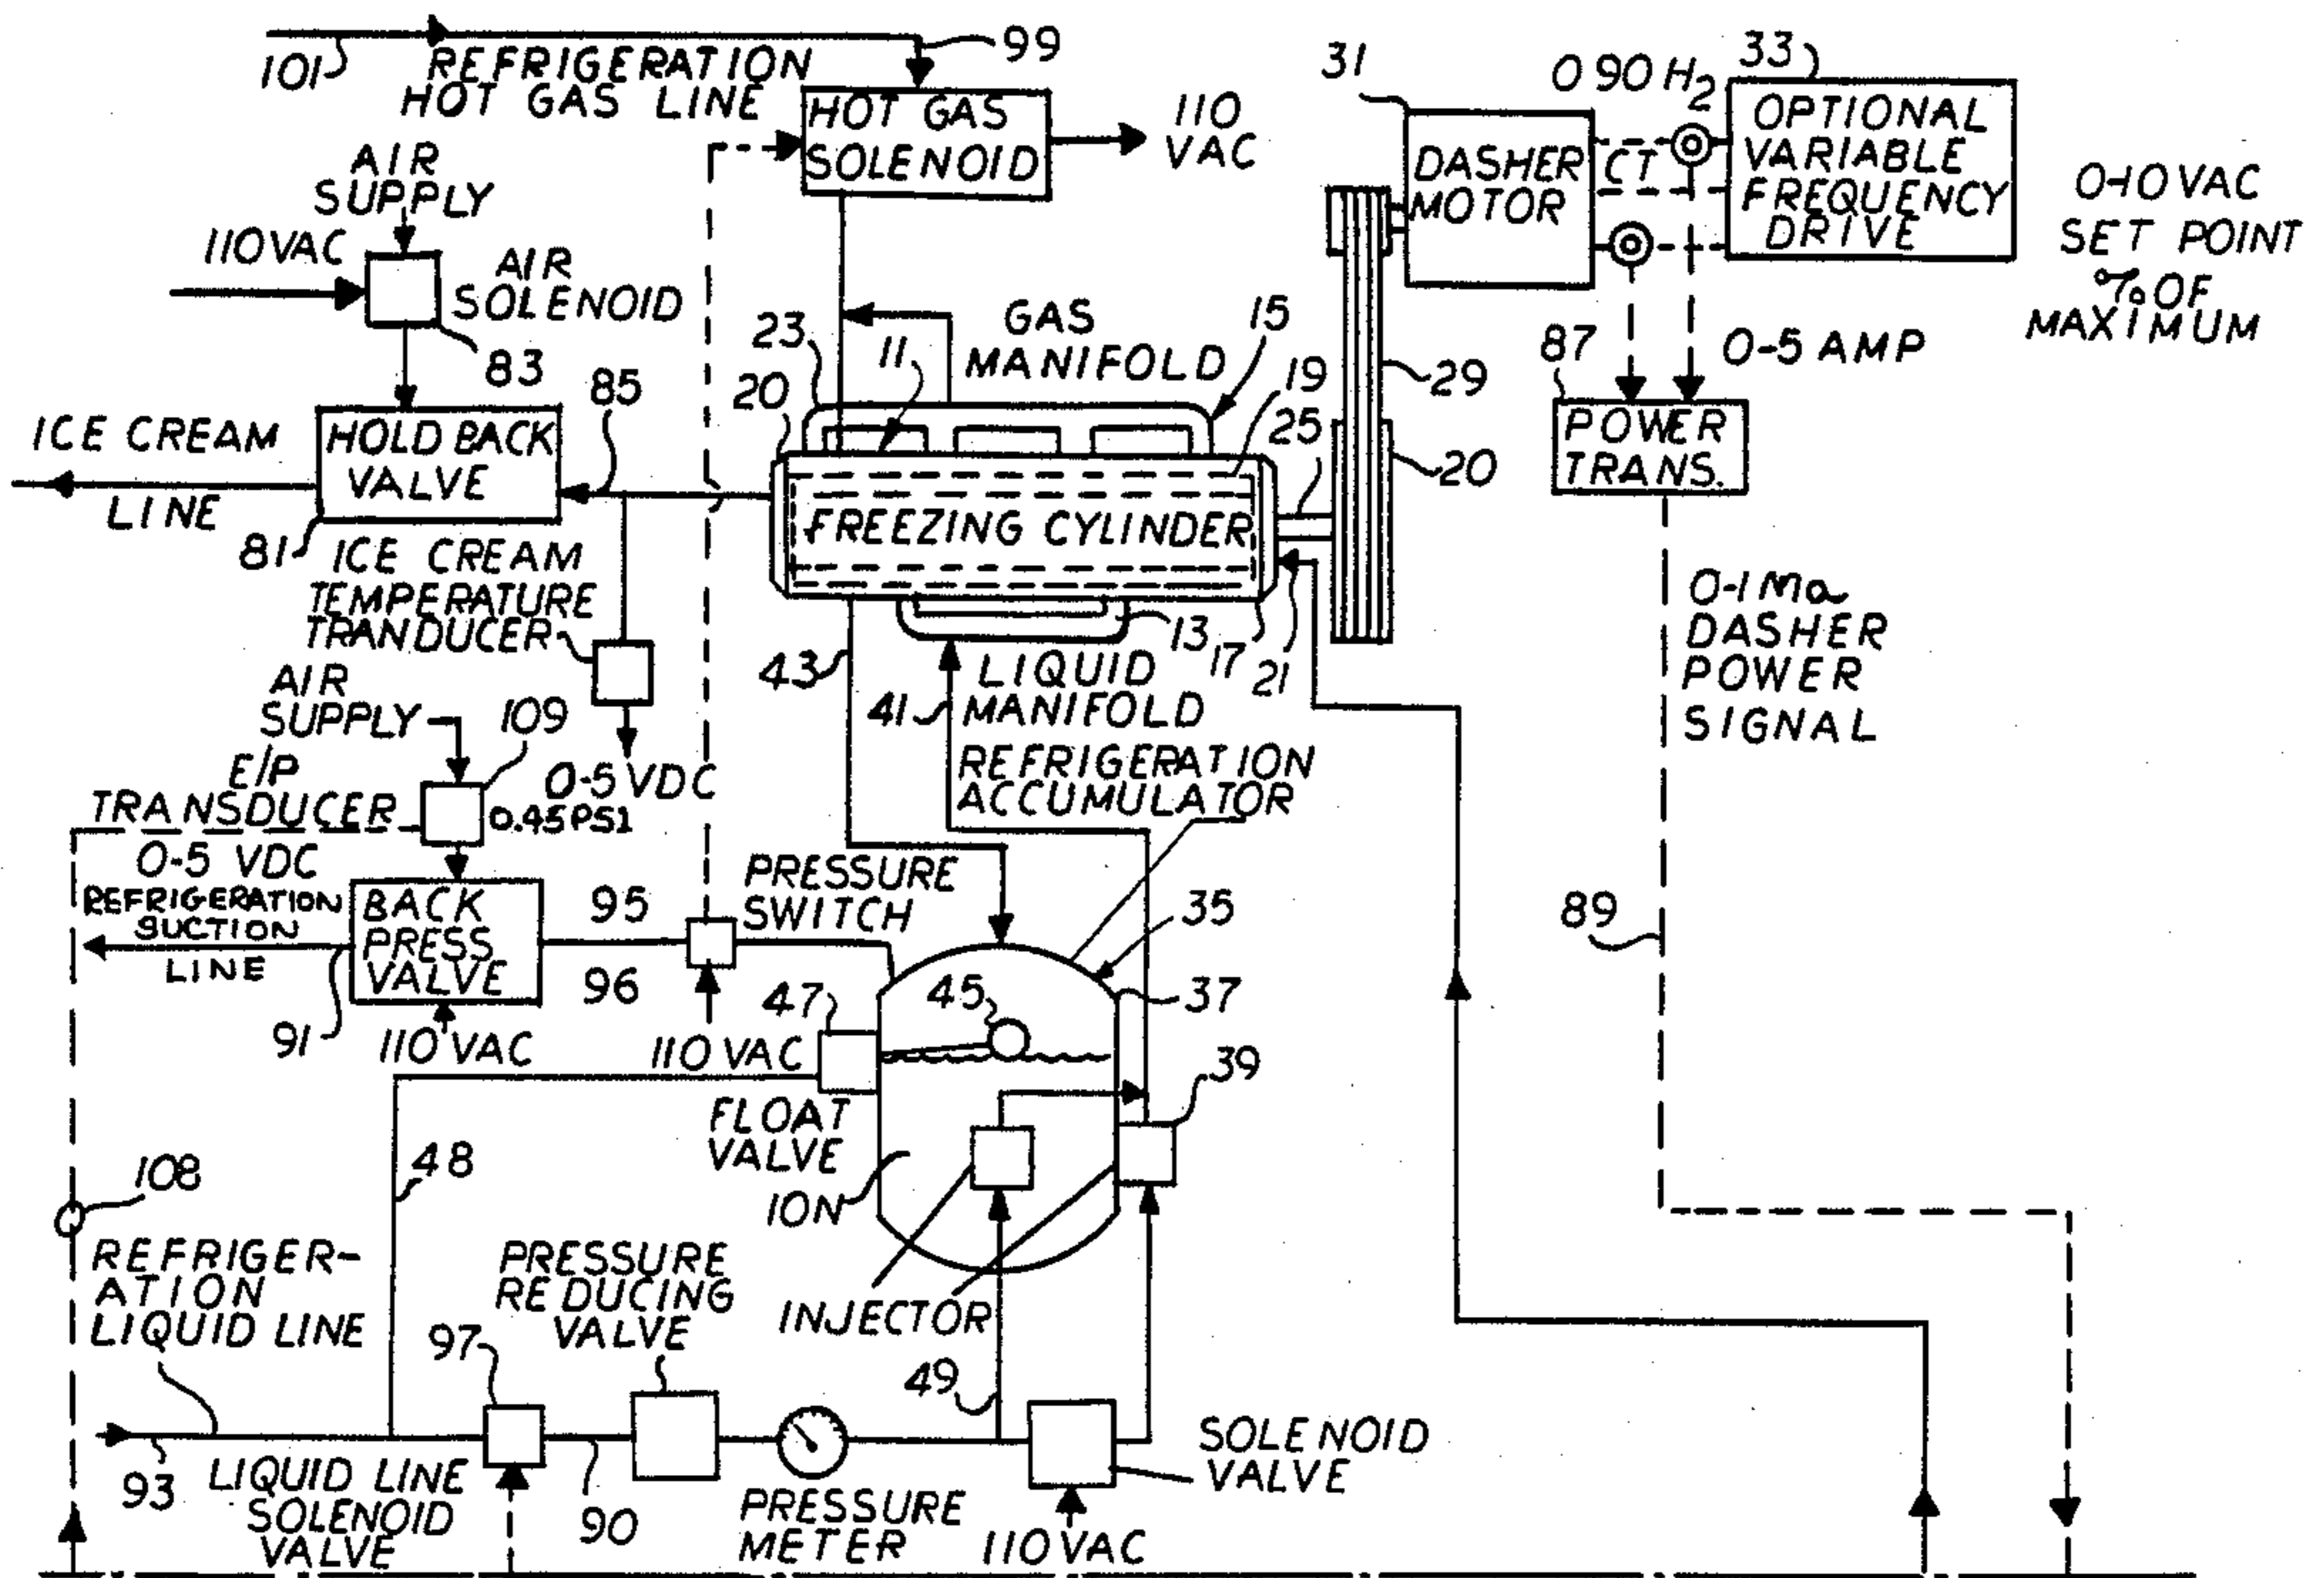 101
REFRIGERATION
HOT GAS LINE
99
HOT GAS
SOLENOID
110
VAC
31
0 90 H2
33
DASHER
MOTOR
CT
OPTIONAL
VARIABLE
FREQUENCY
DRIVE
0-10 VAC
SET POINT
% OF
MAXIMUM
AIR
SUPPLY
110 VAC
AIR
SOLENOID
83
23
11
GAS
MANIFOLD
15
29
87
0-5 AMP
POWER
TRANS.
ICE CREAM
LINE
HOLD BACK
VALVE
85
20
19
25
20
FREEZING CYLINDER
81
ICE CREAM
TEMPERATURE
TRANDUCER
43
13
17
21
LIQUID
MANIFOLD
41
0-1 Ma
DASHER
POWER
SIGNAL
AIR
SUPPLY
109
E/P
TRANSDUCER
0.45 PSI
0-5 VDC
0-5 VDC
REFRIGERATION
ACCUMULATOR
REFRIGERATION
SUCTION
LINE
BACK
PRESS
VALVE
95
96
PRESSURE
SWITCH
35
37
89
91
110 VAC
110 VAC
47
45
39
FLOAT
VALVE
48
10N
108
REFRIGER-
ATION
LIQUID LINE
PRESSURE
REDUCING
VALVE
INJECTOR
97
49
93
LIQUID LINE
SOLENOID
VALVE
90
PRESSURE
METER
SOLENOID
VALVE
110 VAC